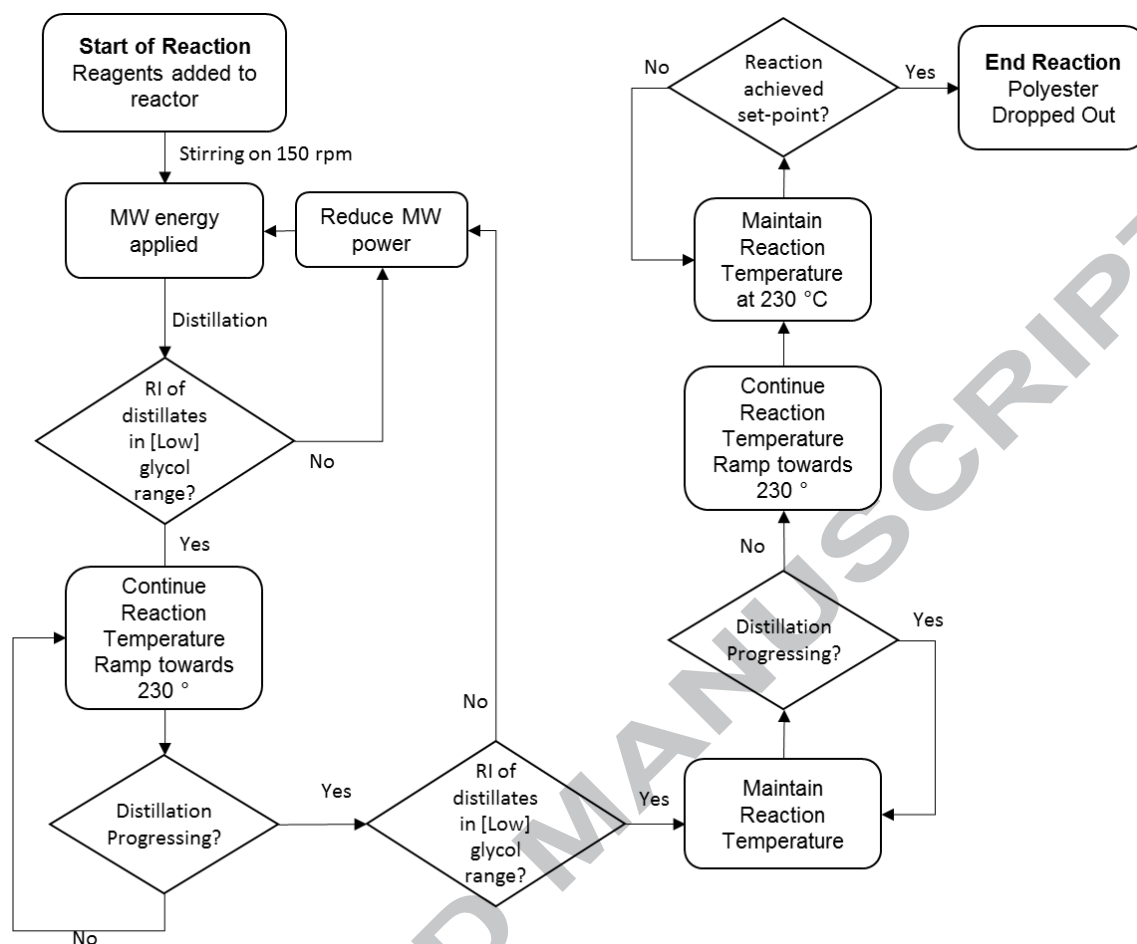 Start of Reaction
Reagents added to
reactor
Stirring on 150 rpm
MW energy
applied
Reduce MW
power
Distillation
RI of
distillates
in [Low]
glycol
range?
No
Yes
Continue
Reaction
Temperature
Ramp towards
230 °
Distillation
Progressing?
No
Yes
RI of
distillates
in [Low]
glycol
range?
No
Yes
Maintain
Reaction
Temperature
Distillation
Progressing?
Yes
No
Continue
Reaction
Temperature
Ramp towards
230 °
Maintain
Reaction
Temperature
at 230 °C
Reaction
achieved
set-point?
No
Yes
End Reaction
Polyester
Dropped Out
D MANUSCRIPT